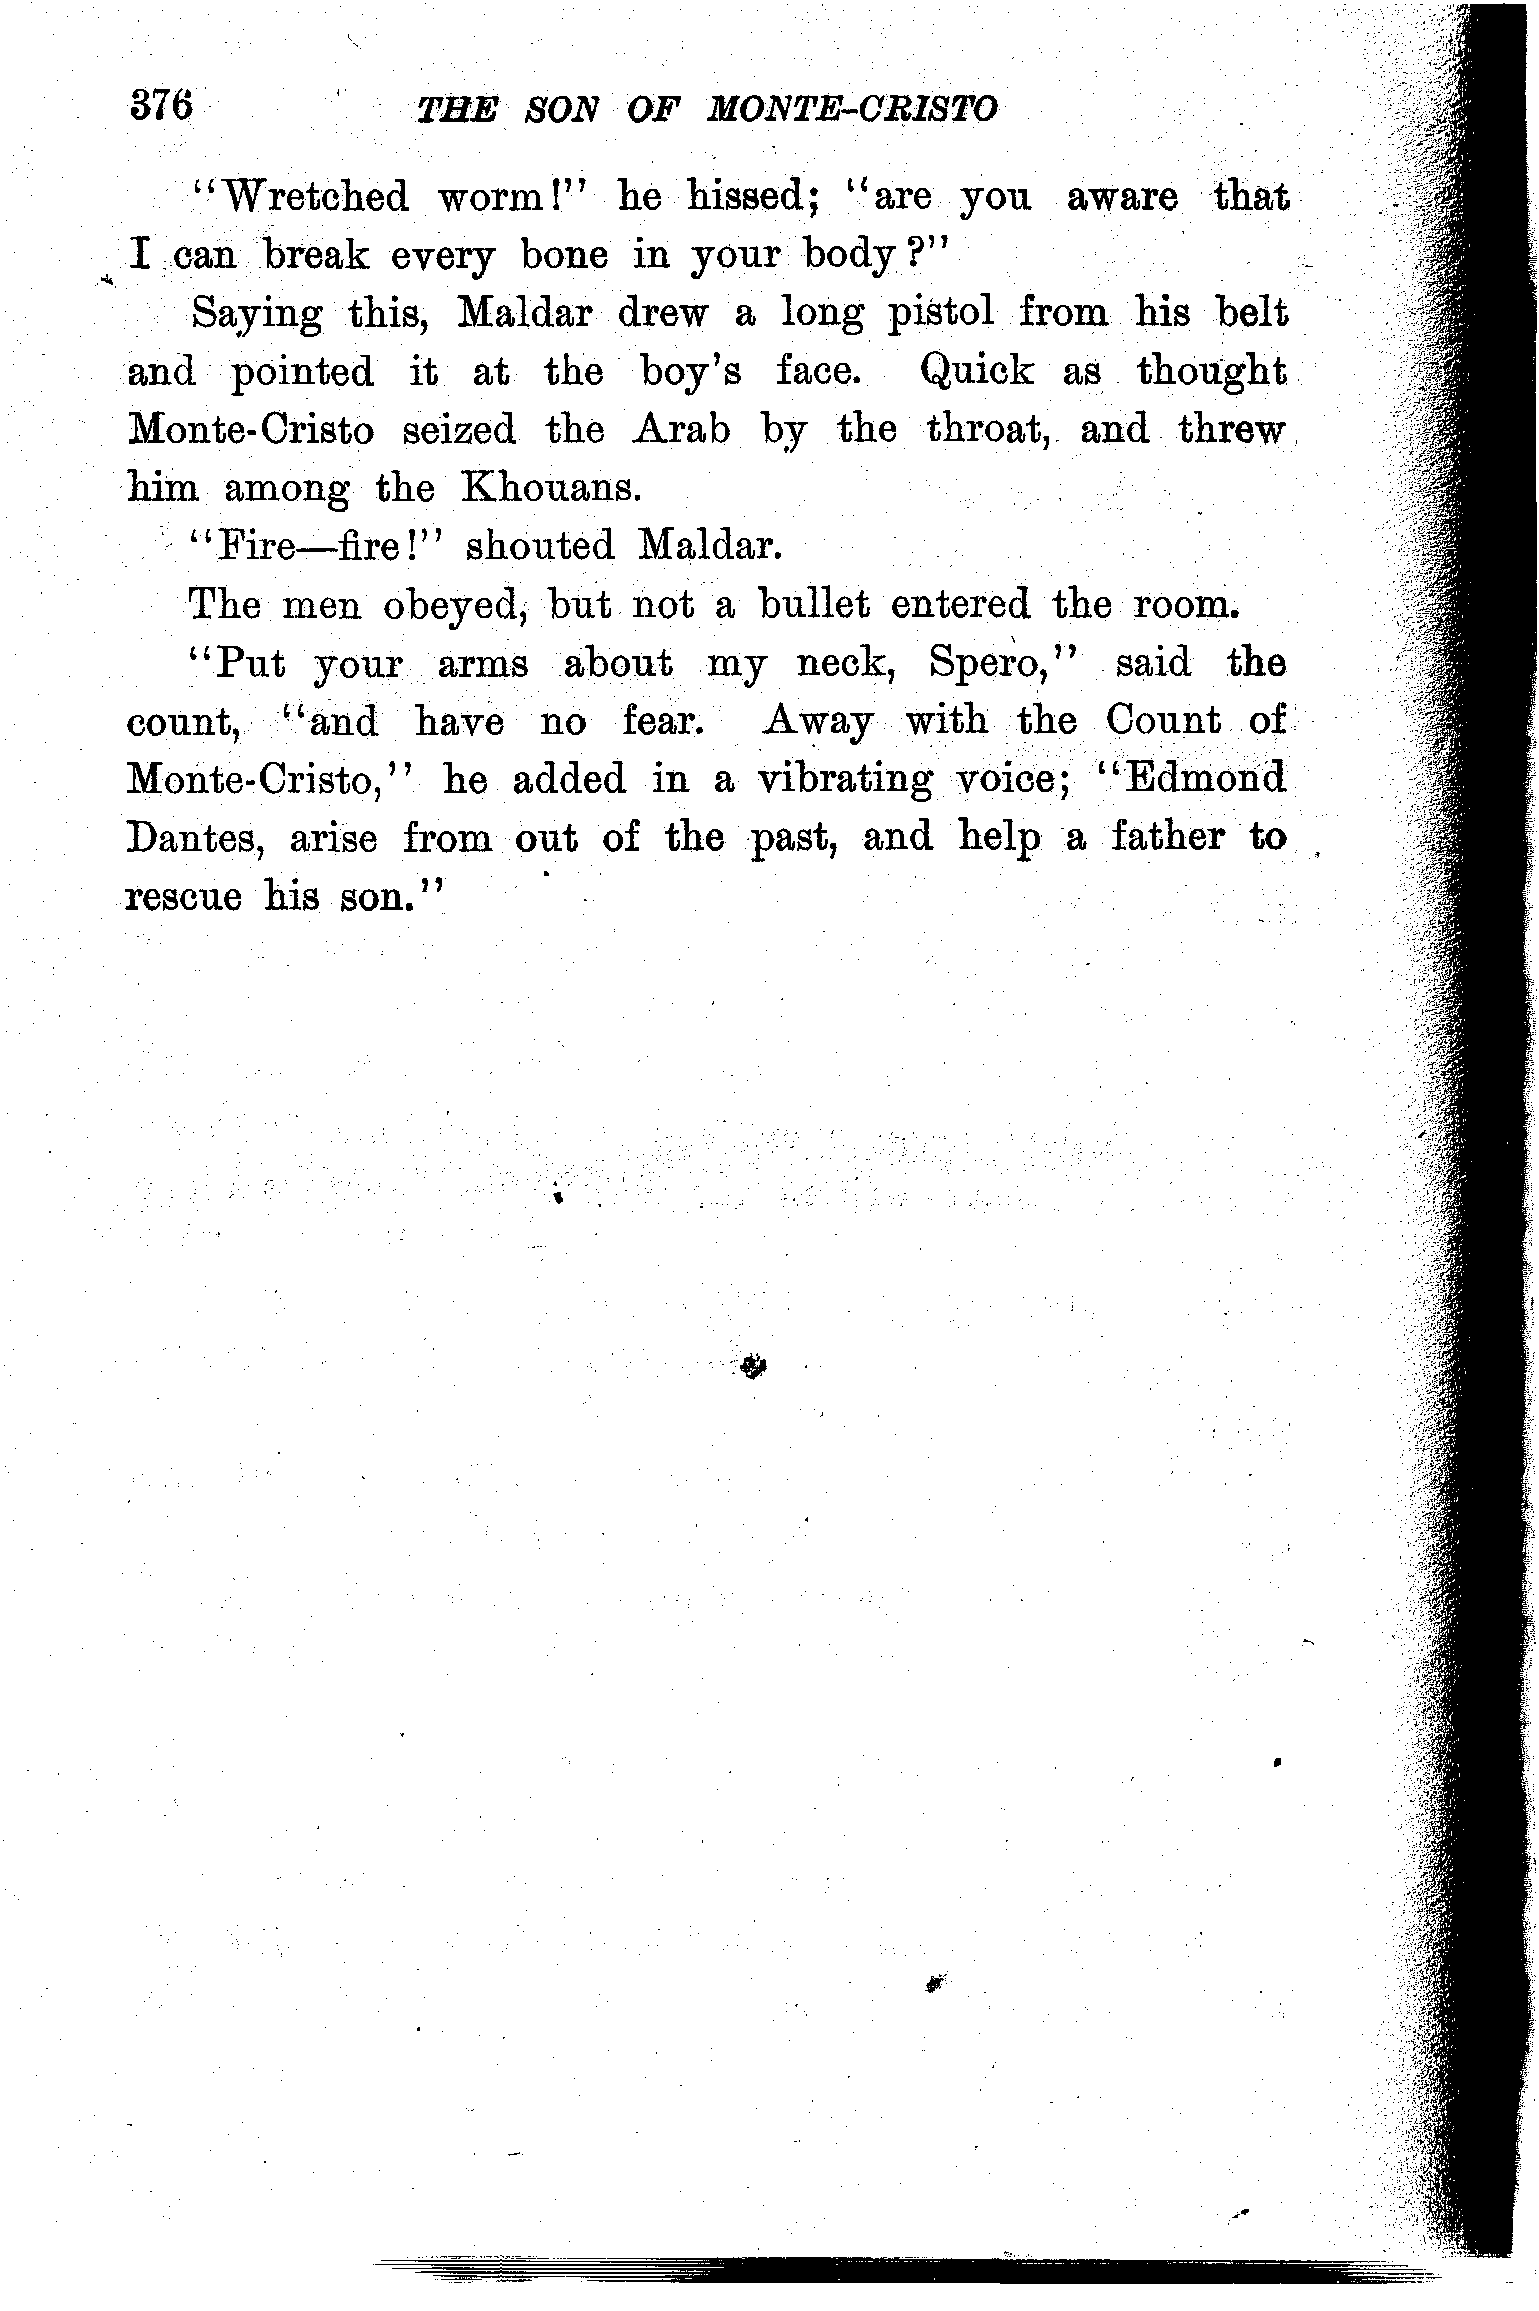 376 THE SON OF MONTE-CRISTO
"Wretched worm!" he hissed; "are you aware that
I can break every bone in your body?"
Saying this, Maldar drew a long pistol from his belt
and pointed it at the boy's face. Quick as thought
Monte-Cristo seized the Arab by the throat, and threw
him among the Khouans.
"Fire—fire!" shouted Maldar.
The men obeyed, but not a bullet entered the room.
"Put your arms about my neck, Spero," said the
count, "and have no fear. Away with the Count of
Monte-Cristo," he added in a vibrating voice; "Edmond
Dantes, arise from out of the past, and help a father to
rescue his son."